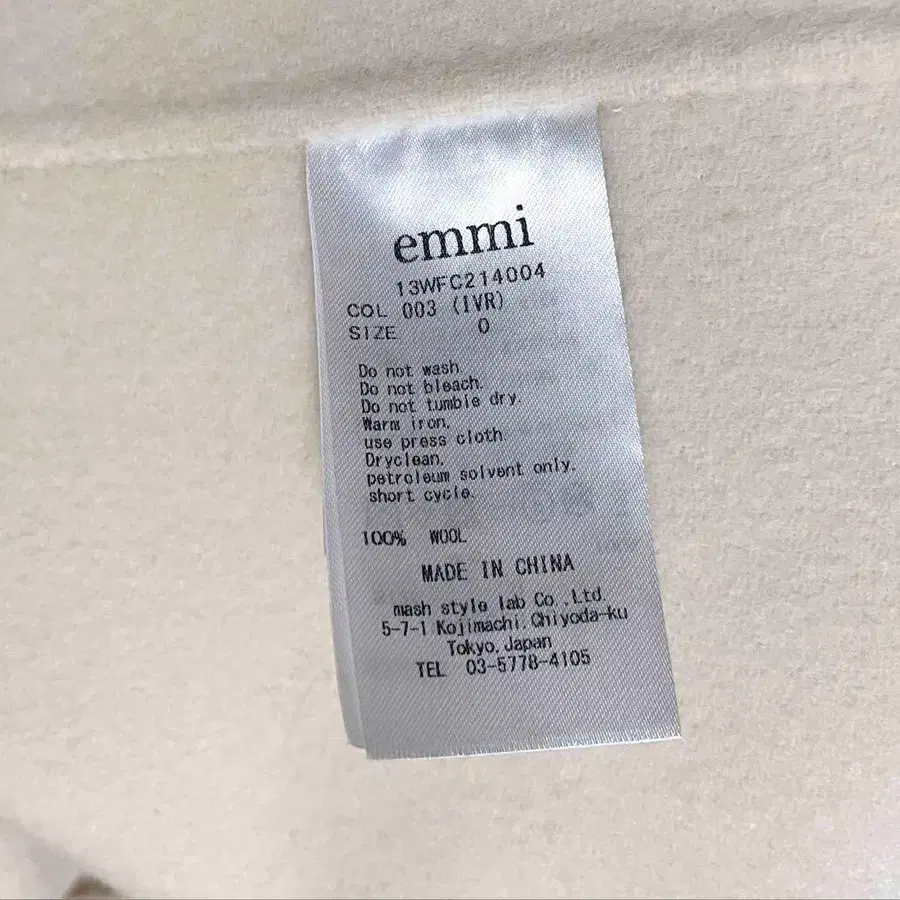 emmi
13WFC214004
COL 003 (IVR)
SIZE 0
Do not wash.
Do not bleach.
Do not tumble dry.
Warm iron,
use press cloth.
Dryclean,
petroleum solvent only.
short cycle.
100% WOOL
MADE IN CHINA
mash style lab Co.,Ltd.
5-7-1 Kojimachi.Chiyoda-ku
Tokyo.Japan
TEL 03-5778-4105